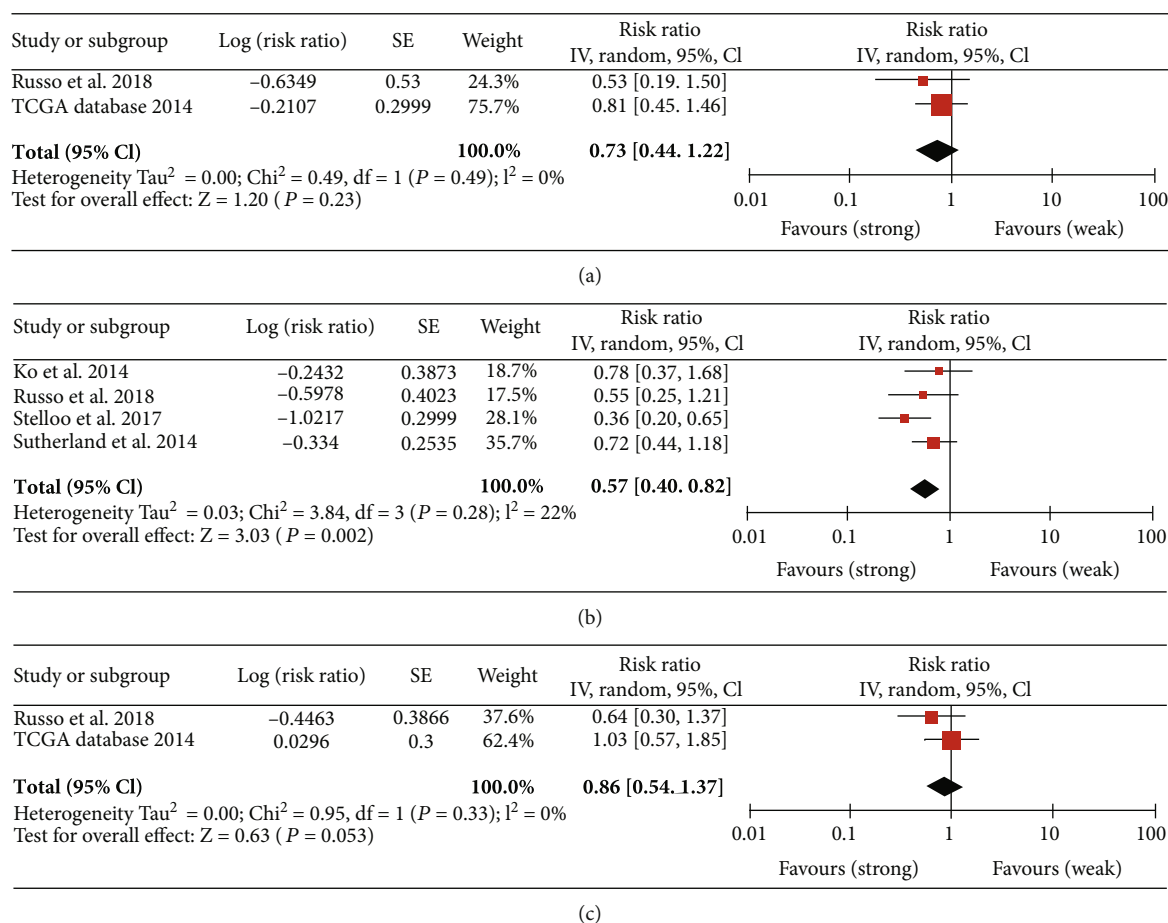 Study or subgroup Log (risk ratio) SE Weight Risk ratio Risk ratio
IV, random, 95%, Cl IV, random, 95%, Cl
Russo et al. 2018 –0.6349 0.53 24.3% 0.53 [0.19. 1.50]
TCGA database 2014 –0.2107 0.2999 75.7% 0.81 [0.45. 1.46]
Total (95% Cl) 100.0% 0.73 [0.44. 1.22]
Heterogeneity Tau² = 0.00; Chi² = 0.49, df = 1 (P = 0.49); l² = 0%
Test for overall effect: Z = 1.20 ( P = 0.23)
0.01 0.1 1 10 100
Favours (strong) Favours (weak)
(a)
Study or subgroup Log (risk ratio) SE Weight Risk ratio Risk ratio
IV, random, 95%, Cl IV, random, 95%, Cl
Ko et al. 2014 –0.2432 0.3873 18.7% 0.78 [0.37, 1.68]
Russo et al. 2018 –0.5978 0.4023 17.5% 0.55 [0.25, 1.21]
Stelloo et al. 2017 –1.0217 0.2999 28.1% 0.36 [0.20, 0.65]
Sutherland et al. 2014 –0.334 0.2535 35.7% 0.72 [0.44, 1.18]
Total (95% Cl) 100.0% 0.57 [0.40. 0.82]
Heterogeneity Tau² = 0.03; Chi² = 3.84, df = 3 (P = 0.28); l² = 22%
Test for overall effect: Z = 3.03 ( P = 0.002)
0.01 0.1 1 10 100
Favours (strong) Favours (weak)
(b)
Study or subgroup Log (risk ratio) SE Weight Risk ratio Risk ratio
IV, random, 95%, Cl IV, random, 95%, Cl
Russo et al. 2018 –0.4463 0.3866 37.6% 0.64 [0.30, 1.37]
TCGA database 2014 0.0296 0.3 62.4% 1.03 [0.57, 1.85]
Total (95% Cl) 100.0% 0.86 [0.54. 1.37]
Heterogeneity Tau² = 0.00; Chi² = 0.95, df = 1 (P = 0.33); l² = 0%
Test for overall effect: Z = 0.63 ( P = 0.053)
0.01 0.1 1 10 100
Favours (strong) Favours (weak)
(c)